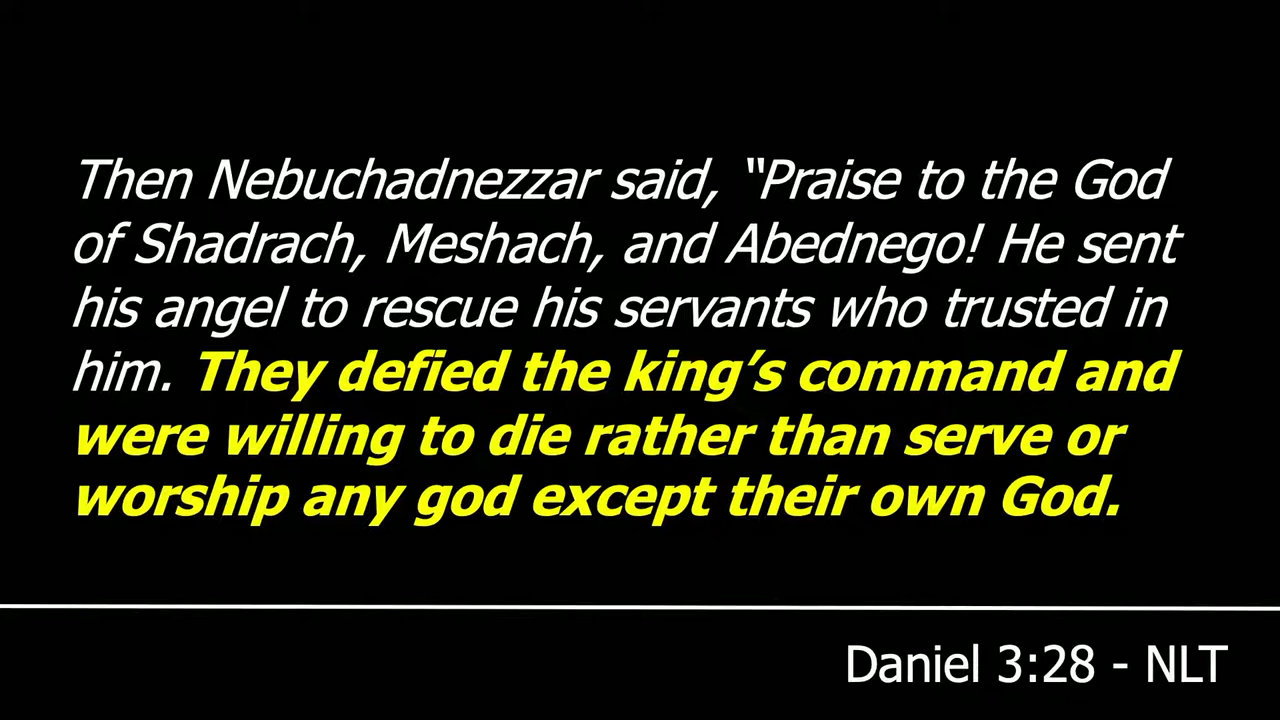 Then Nebuchadnezzar said, “Praise to the God
of Shadrach, Meshach, and Abednego! He sent
his angel to rescue his servants who trusted in
him. They defied the king’s command and
were willing to die rather than serve or
worship any god except their own God.
Daniel 3:28 - NLT